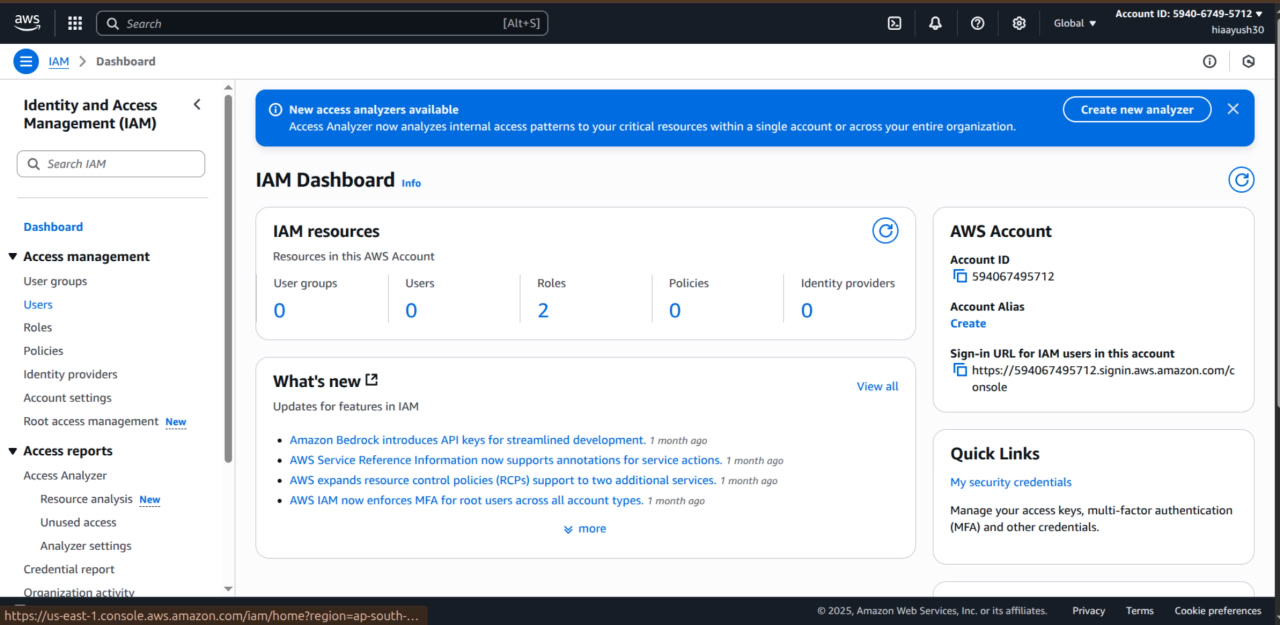 aws
Search [Alt+S]
Global
Account ID: 5940-6749-5712
hiaayush30
IAM > Dashboard
Identity and Access
Management (IAM)
Search IAM
Dashboard
Access management
User groups
Users
Roles
Policies
Identity providers
Account settings
Root access management New
Access reports
Access Analyzer
Resource analysis New
Unused access
Analyzer settings
Credential report
Organization activity
https://us-east-1.console.aws.amazon.com/iam/home?region=ap-south-...
New access analyzers available
Access Analyzer now analyzes internal access patterns to your critical resources within a single account or across your entire organization.
Create new analyzer
IAM Dashboard Info
IAM resources
Resources in this AWS Account
User groups Users Roles Policies Identity providers
0 0 2 0 0
What's new
View all
Updates for features in IAM
• Amazon Bedrock introduces API keys for streamlined development. 1 month ago
• AWS Service Reference Information now supports annotations for service actions. 1 month ago
• AWS expands resource control policies (RCPs) support to two additional services. 1 month ago
• AWS IAM now enforces MFA for root users across all account types. 1 month ago
more
AWS Account
Account ID
594067495712
Account Alias
Create
Sign-in URL for IAM users in this account
https://594067495712.signin.aws.amazon.com/c
onsole
Quick Links
My security credentials
Manage your access keys, multi-factor authentication
(MFA) and other credentials.
© 2025, Amazon Web Services, Inc. or its affiliates. Privacy Terms Cookie preferences